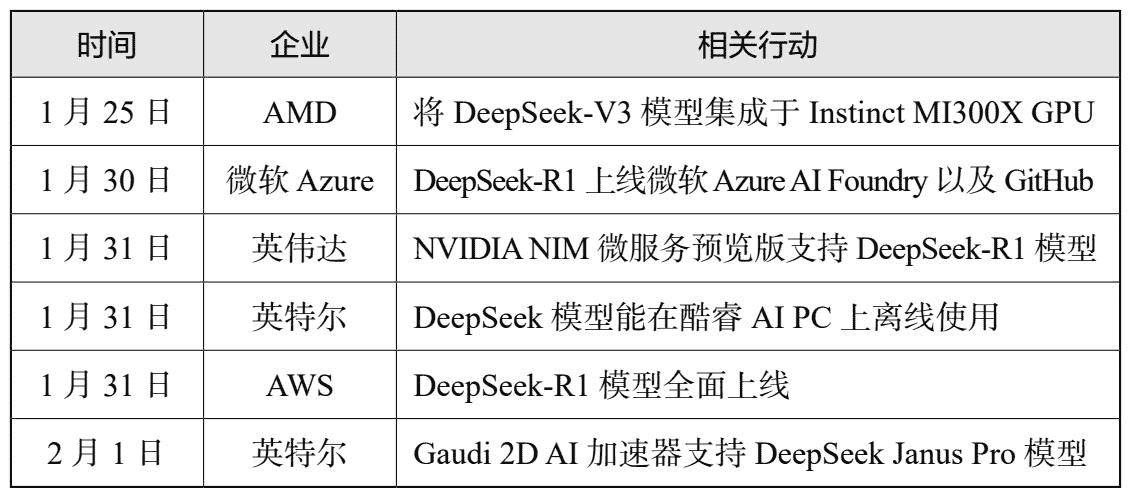 时间 企业 相关行动
1 月 25 日 AMD 将 DeepSeek-V3 模型集成于 Instinct MI300X GPU
1 月 30 日 微软 Azure DeepSeek-R1 上线微软 Azure AI Foundry 以及 GitHub
1 月 31 日 英伟达 NVIDIA NIM 微服务预览版支持 DeepSeek-R1 模型
1 月 31 日 英特尔 DeepSeek 模型能在酷睿 AI PC 上离线使用
1 月 31 日 AWS DeepSeek-R1 模型全面上线
2 月 1 日 英特尔 Gaudi 2D AI 加速器支持 DeepSeek Janus Pro 模型